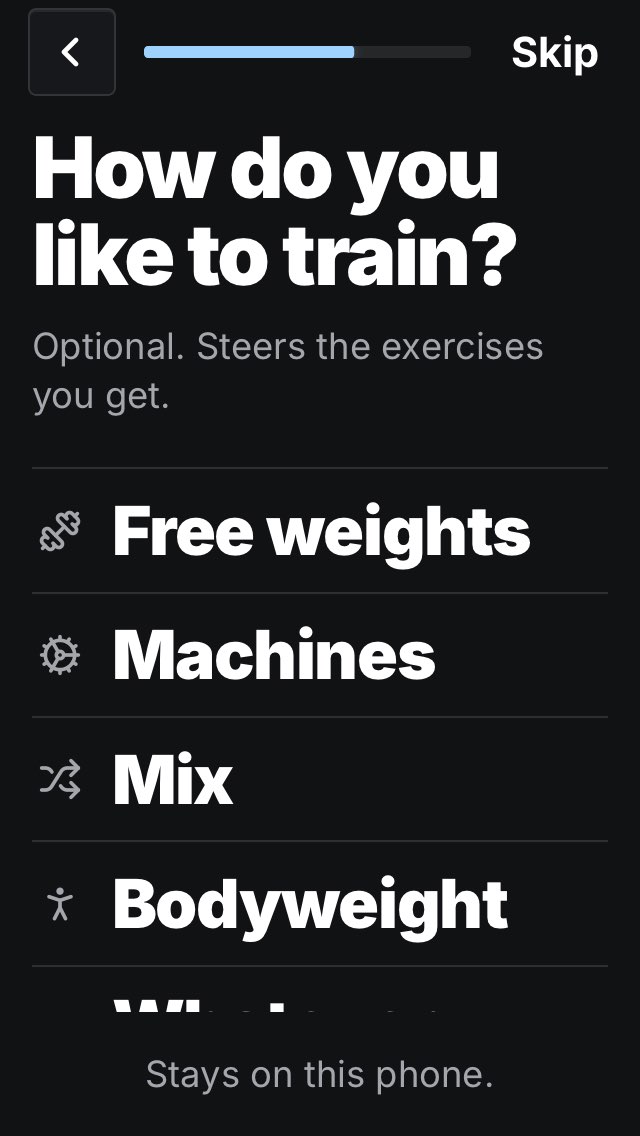 Skip
How do you
like to train?
Optional. Steers the exercises
you get.
Free weights
Machines
Mix
Bodyweight
Stays on this phone.